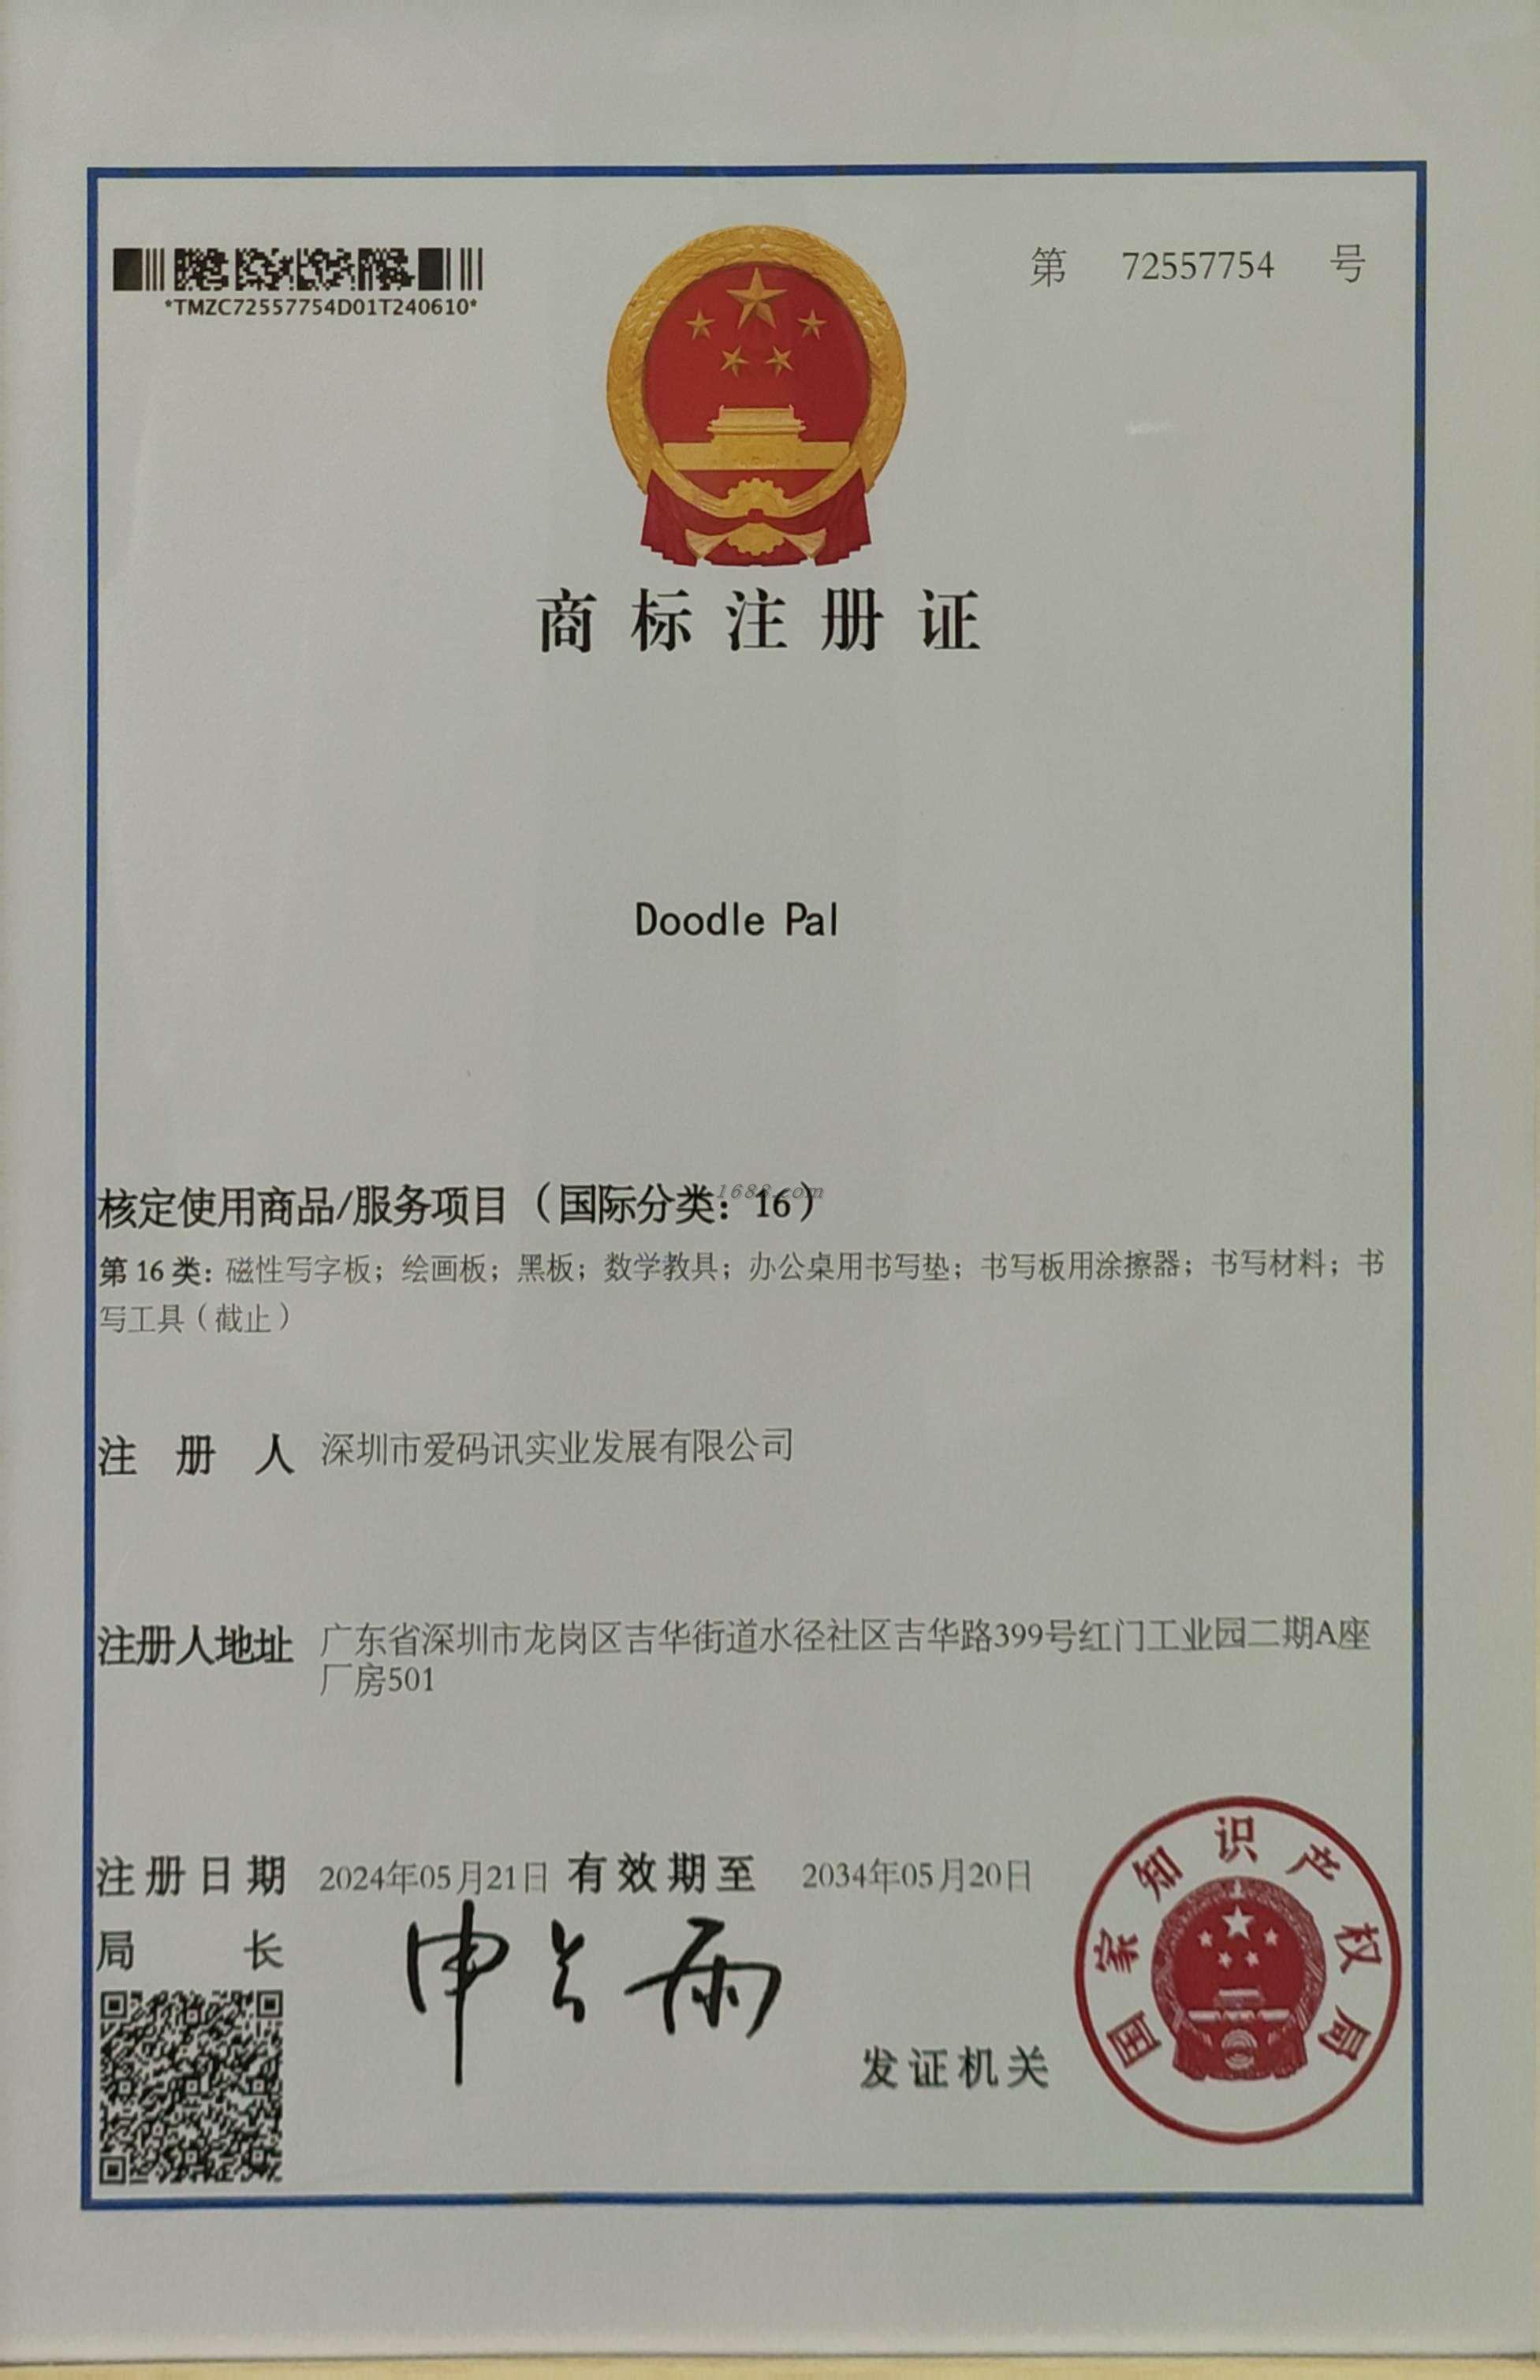 第 72557754 号
*TMZC72557754D01T240610*
商标注册证
Doodle Pal
1688.com
核定使用商品/服务项目（国际分类：16）
第16类：磁性写字板；绘画板；黑板；数学教具；办公桌用书写垫；书写板用涂擦器；书写材料；书
写工具（截止）
注册人 深圳市爱码讯实业发展有限公司
注册人地址 广东省深圳市龙岗区吉华街道水径社区吉华路399号红门工业园二期A座
厂房501
注册日期 2024年05月21日 有效期至 2034年05月20日
局长 申长雨
发证机关
国家知识产权局